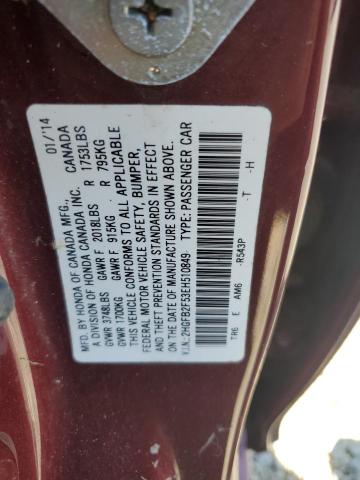 MFD. BY HONDA OF CANADA MFG., 01/'14
A DIVISION OF HONDA CANADA INC. CANADA
GVWR 3748LBS GAWR F 2018LBS R 1753LBS
GVWR 1700KG GAWR F 915KG R 795KG
THIS VEHICLE CONFORMS TO ALL APPLICABLE
FEDERAL MOTOR VEHICLE SAFETY, BUMPER,
AND THEFT PREVENTION STANDARDS IN EFFECT
ON THE DATE OF MANUFACTURE SHOWN ABOVE.
V.I.N.: 2HGFB2F53EH510849 TYPE: PASSENGER CAR
TR6 E AM6 -R543P -T -H